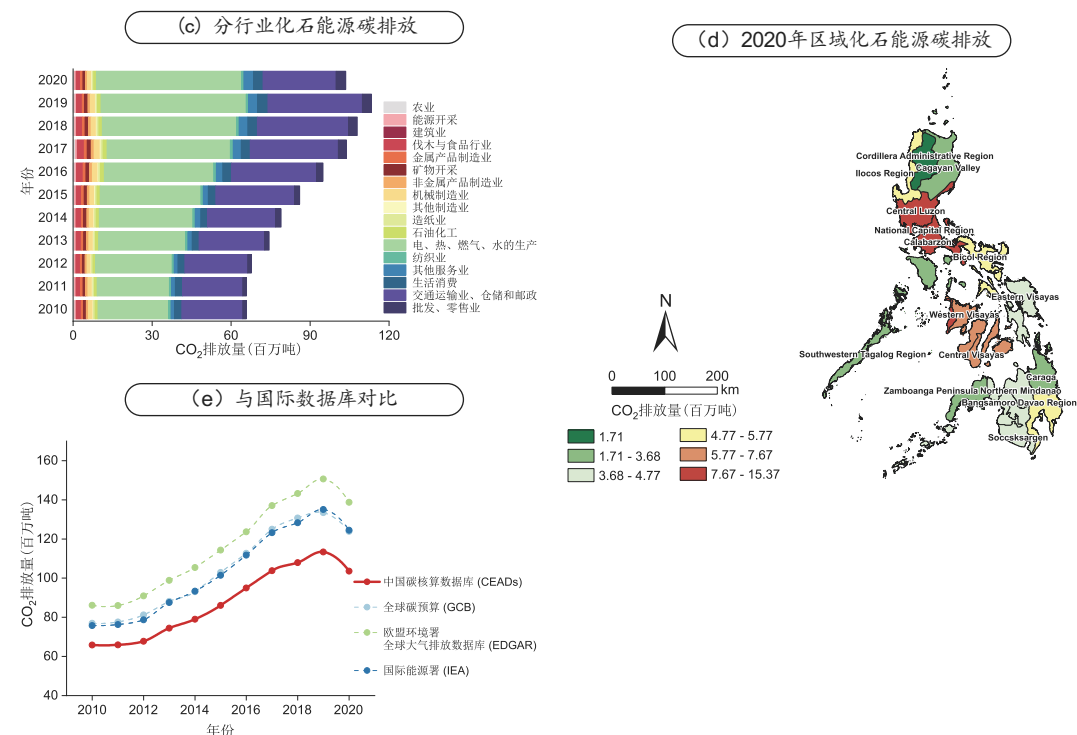 (c) 分行业化石能源碳排放
2020
2019
2018
2017
2016
2015
2014
2013
2012
2011
2010
年份
0 30 60 90 120
CO2排放量(百万吨)
农业
能源开采
建筑业
伐木与食品行业
金属产品制造业
矿物开采
非金属产品制造业
机械制造业
其他制造业
造纸业
石油化工
电、热、燃气、水的生产
纺织业
其他服务业
生活消费
交通运输业、仓储和邮政
批发、零售业
(d) 2020年区域化石能源碳排放
Cordillera Administrative Region
Cagayan Valley
Ilocos Region
Central Luzon
National Capital Region
Calabarzon
Bicol Region
Eastern Visayas
Western Visayas
Southwestern Tagalog Region
Central Visayas
Caraga
Zamboanga Peninsula Northern Mindanao
Bangsamoro Davao Region
Soccsksargen
N
0 100 200
km
CO2排放量(百万吨)
1.71
1.71 - 3.68
3.68 - 4.77
4.77 - 5.77
5.77 - 7.67
7.67 - 15.37
(e) 与国际数据库对比
160
140
120
100
80
60
40
CO2排放量(百万吨)
2010 2012 2014 2016 2018 2020
年份
中国碳核算数据库 (CEADs)
全球碳预算 (GCB)
欧盟环境署
全球大气排放数据库 (EDGAR)
国际能源署 (IEA)